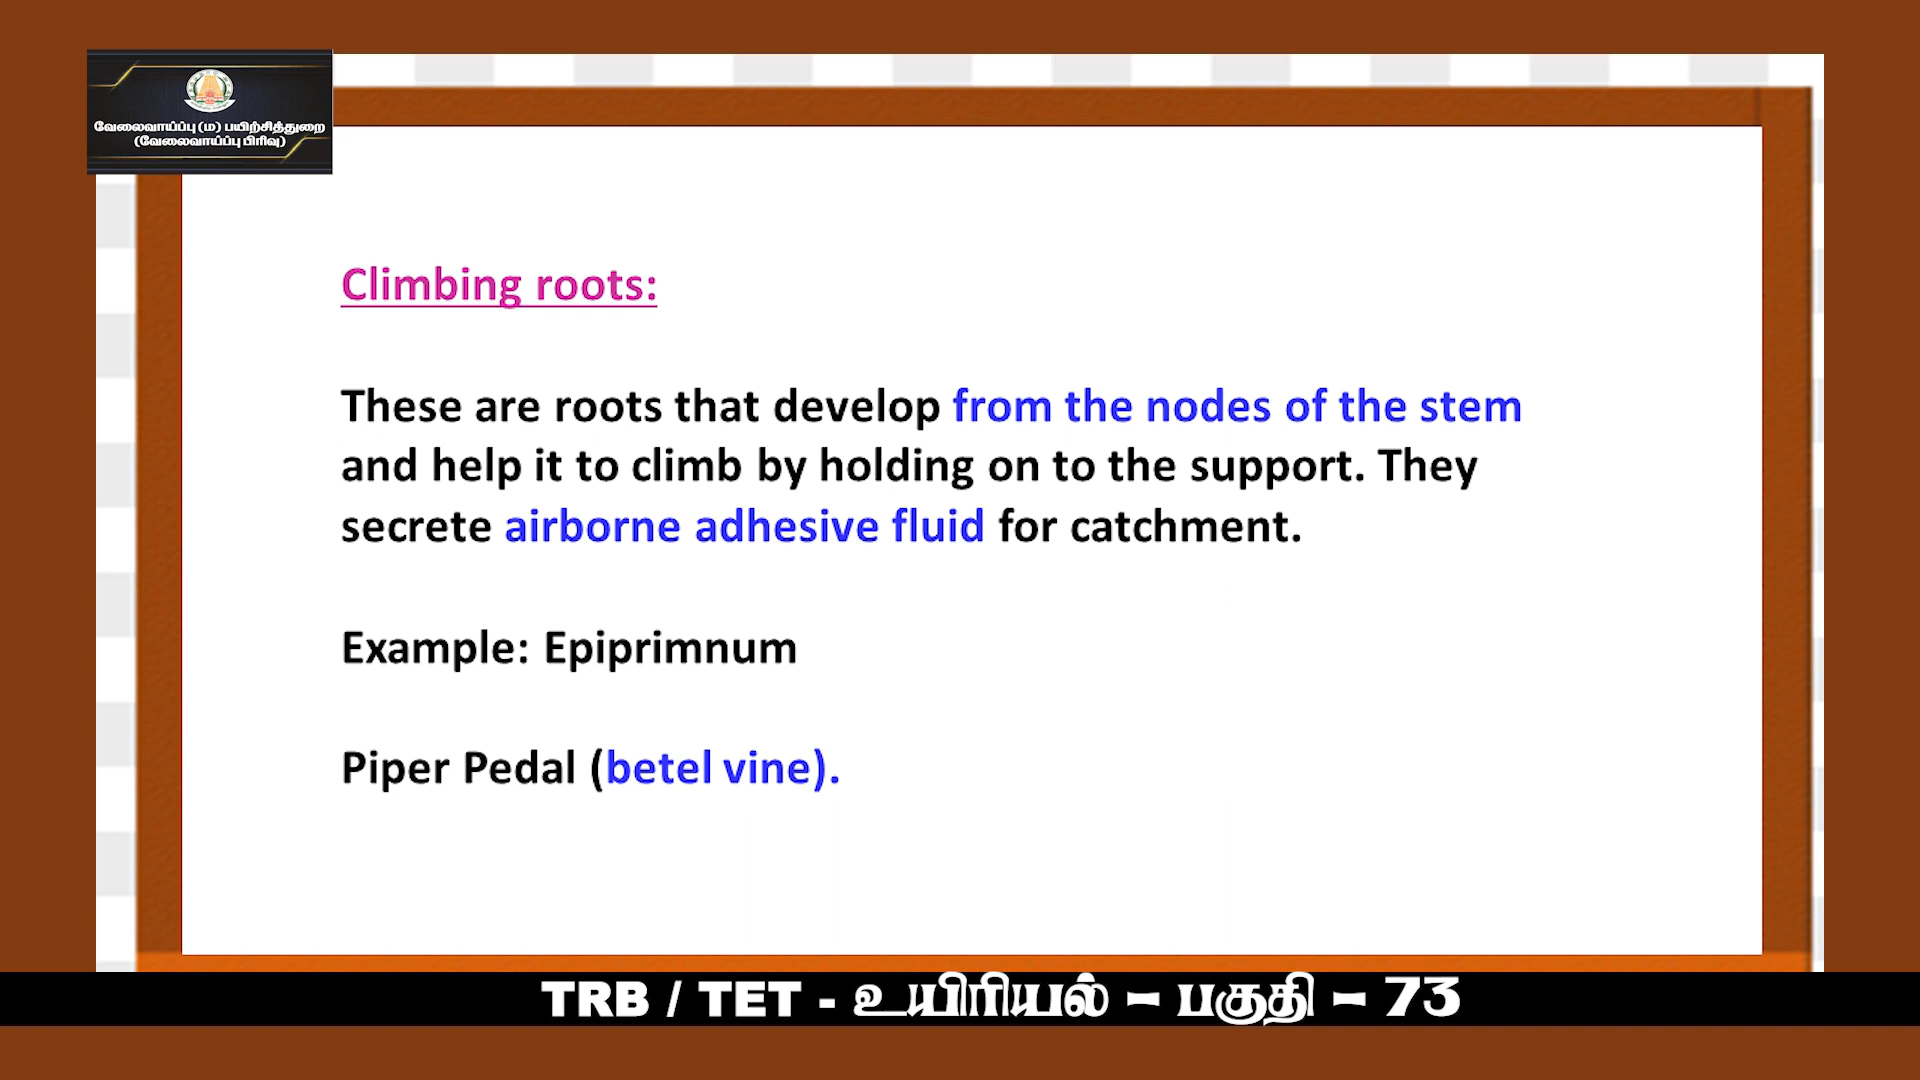 வேலைவாய்ப்பு (ம) பயிற்சித்துறை
(வேலைவாய்ப்பு பிரிவு)
Climbing roots:
These are roots that develop from the nodes of the stem
and help it to climb by holding on to the support. They
secrete airborne adhesive fluid for catchment.
Example: Epiprimnum
Piper Pedal (betel vine).
TRB / TET - உயிரியல் – பகுதி – 73